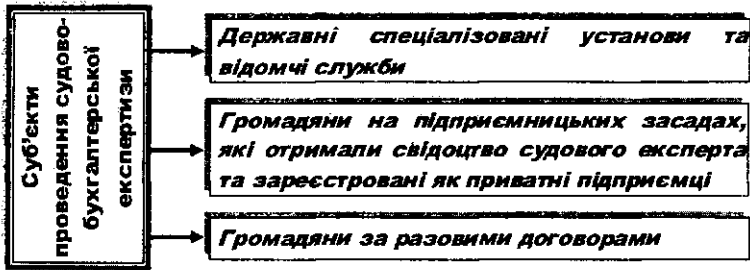 Суб'єкти
проведення судово-
бухгалтерської
експертизи
Державні спеціалізовані установи та
відомчі служби
Громадяни на підприємницьких засадах,
які отримали свідоцтво судового експерта
та зареєстровані як приватні підприємці
Громадяни за разовими договорами